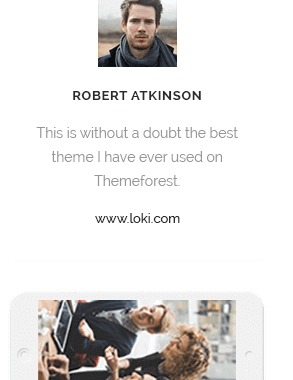 ROBERT ATKINSON
This is without a doubt the best
theme I have ever used on
Themeforest.
www.loki.com